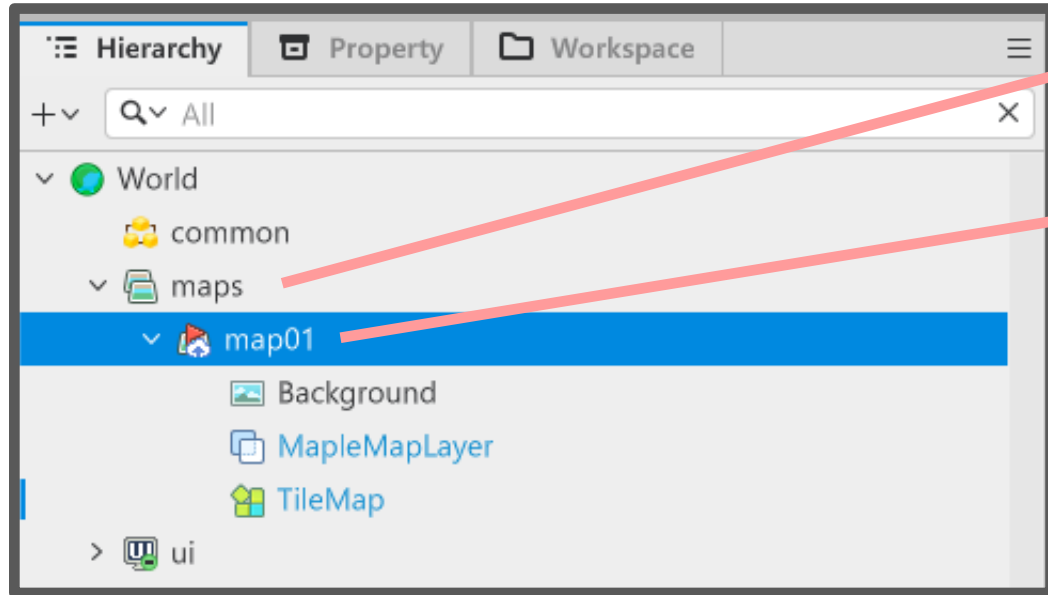 Hierarchy Property Workspace
All
World
common
maps
map01
Background
MapleMapLayer
TileMap
ui